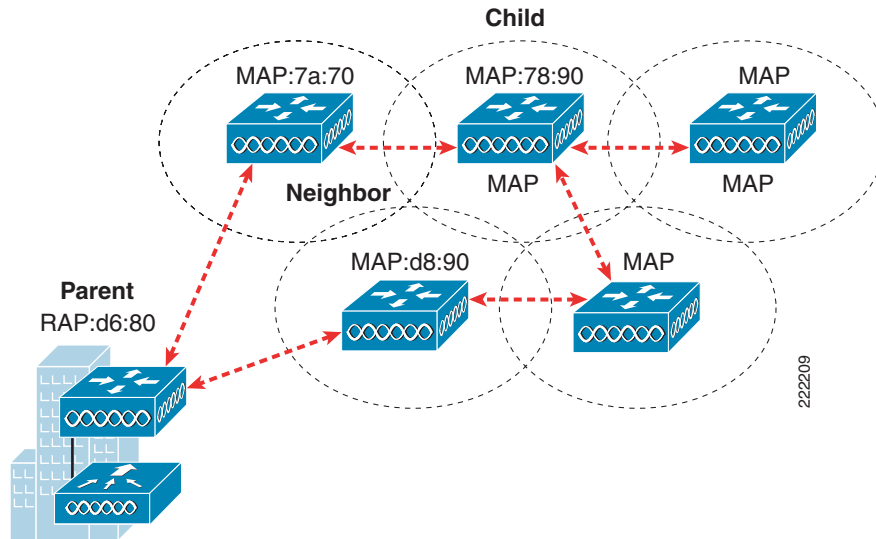 Child
MAP:7a:70
MAP:78:90
MAP
MAP
MAP
Neighbor
MAP:d8:90
MAP
Parent
RAP:d6:80
222209